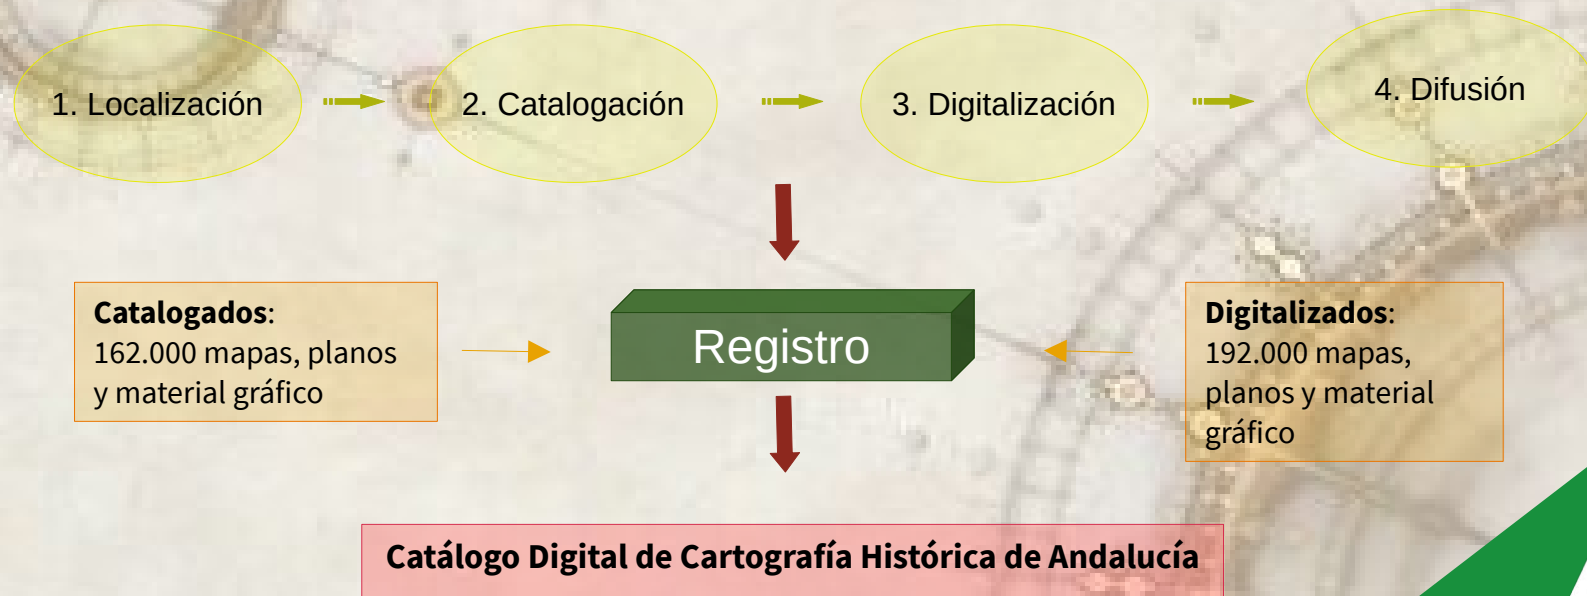 1. Localización
2. Catalogación
3. Digitalización
4. Difusión
Catalogados:
162.000 mapas, planos
y material gráfico
Registro
Digitalizados:
192.000 mapas,
planos y material
gráfico
Catálogo Digital de Cartografía Histórica de Andalucía